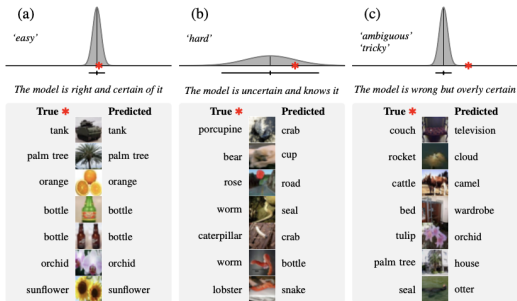 (a)
'easy'
The model is right and certain of it
True * Predicted
tank tank
palm tree palm tree
orange orange
bottle bottle
bottle bottle
orchid orchid
sunflower sunflower
(b)
'hard'
The model is uncertain and knows it
True * Predicted
porcupine crab
bear cup
rose road
worm seal
caterpillar crab
worm bottle
lobster snake
(c)
'ambiguous'
'tricky'
The model is wrong but overly certain
True * Predicted
couch television
rocket cloud
cattle camel
bed wardrobe
tulip orchid
palm tree house
seal otter